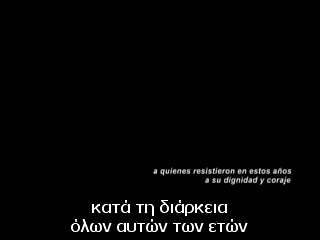 a quienes resistieron en estos años
a su dignidad y coraje
κατά τη διάρκεια
όλων αυτών των ετών